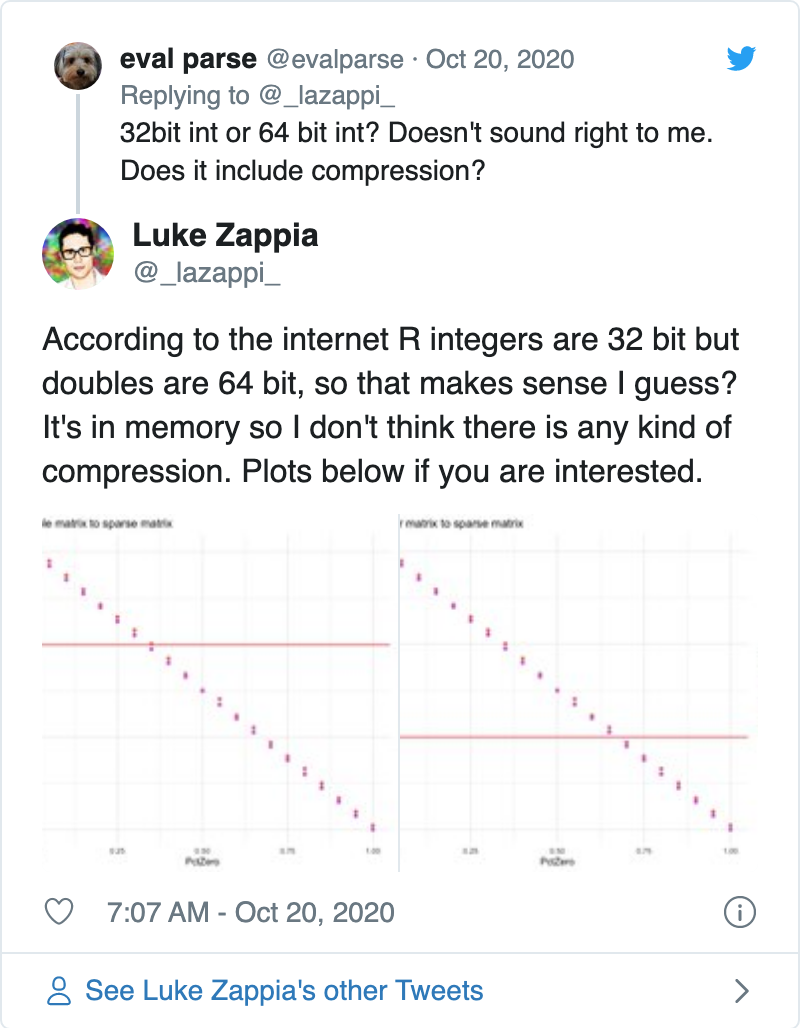 eval parse @evalparse · Oct 20, 2020
Replying to @_lazappi_
32bit int or 64 bit int? Doesn't sound right to me.
Does it include compression?
Luke Zappia
@_lazappi_
According to the internet R integers are 32 bit but
doubles are 64 bit, so that makes sense I guess?
It's in memory so I don't think there is any kind of
compression. Plots below if you are interested.
le matrix to sparse matrix
r matrix to sparse matrix
0.25 0.50 0.75 1.00
PctZero
0.25 0.50 0.75 1.00
PctZero
7:07 AM - Oct 20, 2020
See Luke Zappia's other Tweets